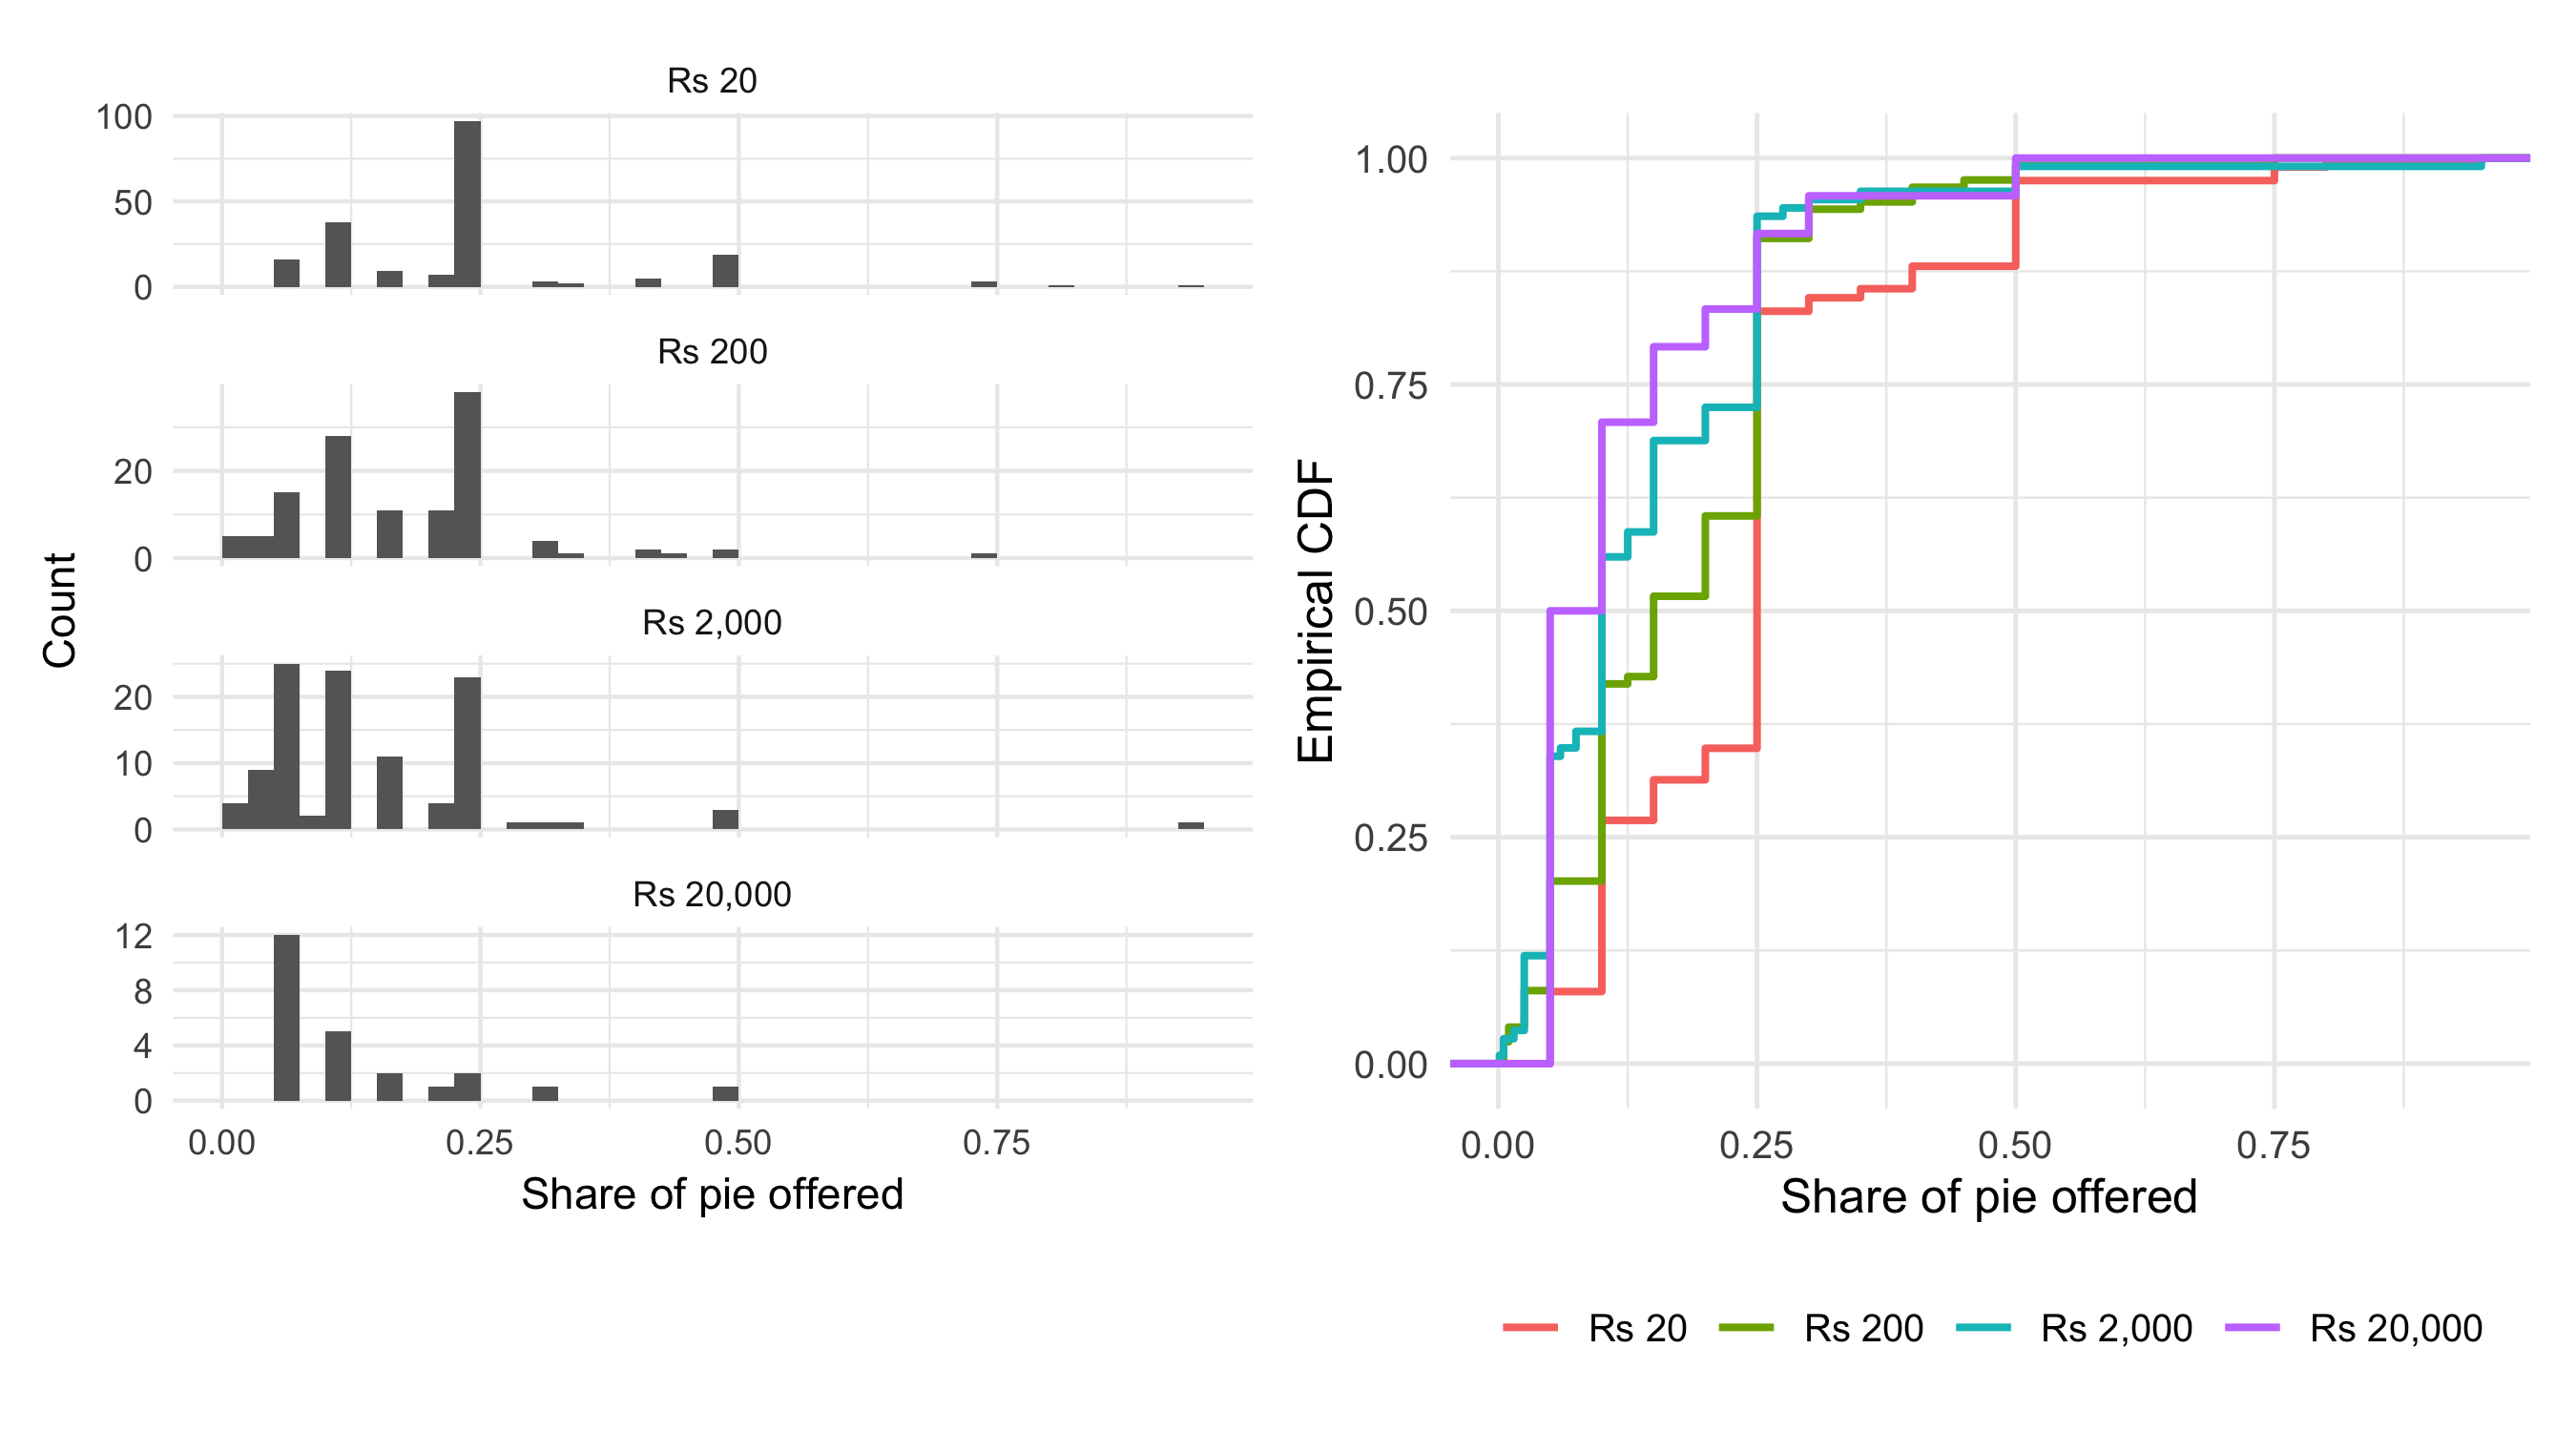 Rs 20
100
50
0
Rs 200
20
0
Rs 2,000
20
10
0
Rs 20,000
12
8
4
0
0.00 0.25 0.50 0.75
Share of pie offered
Count
1.00
0.75
0.50
0.25
0.00
0.00 0.25 0.50 0.75
Share of pie offered
Empirical CDF
Rs 20 Rs 200 Rs 2,000 Rs 20,000